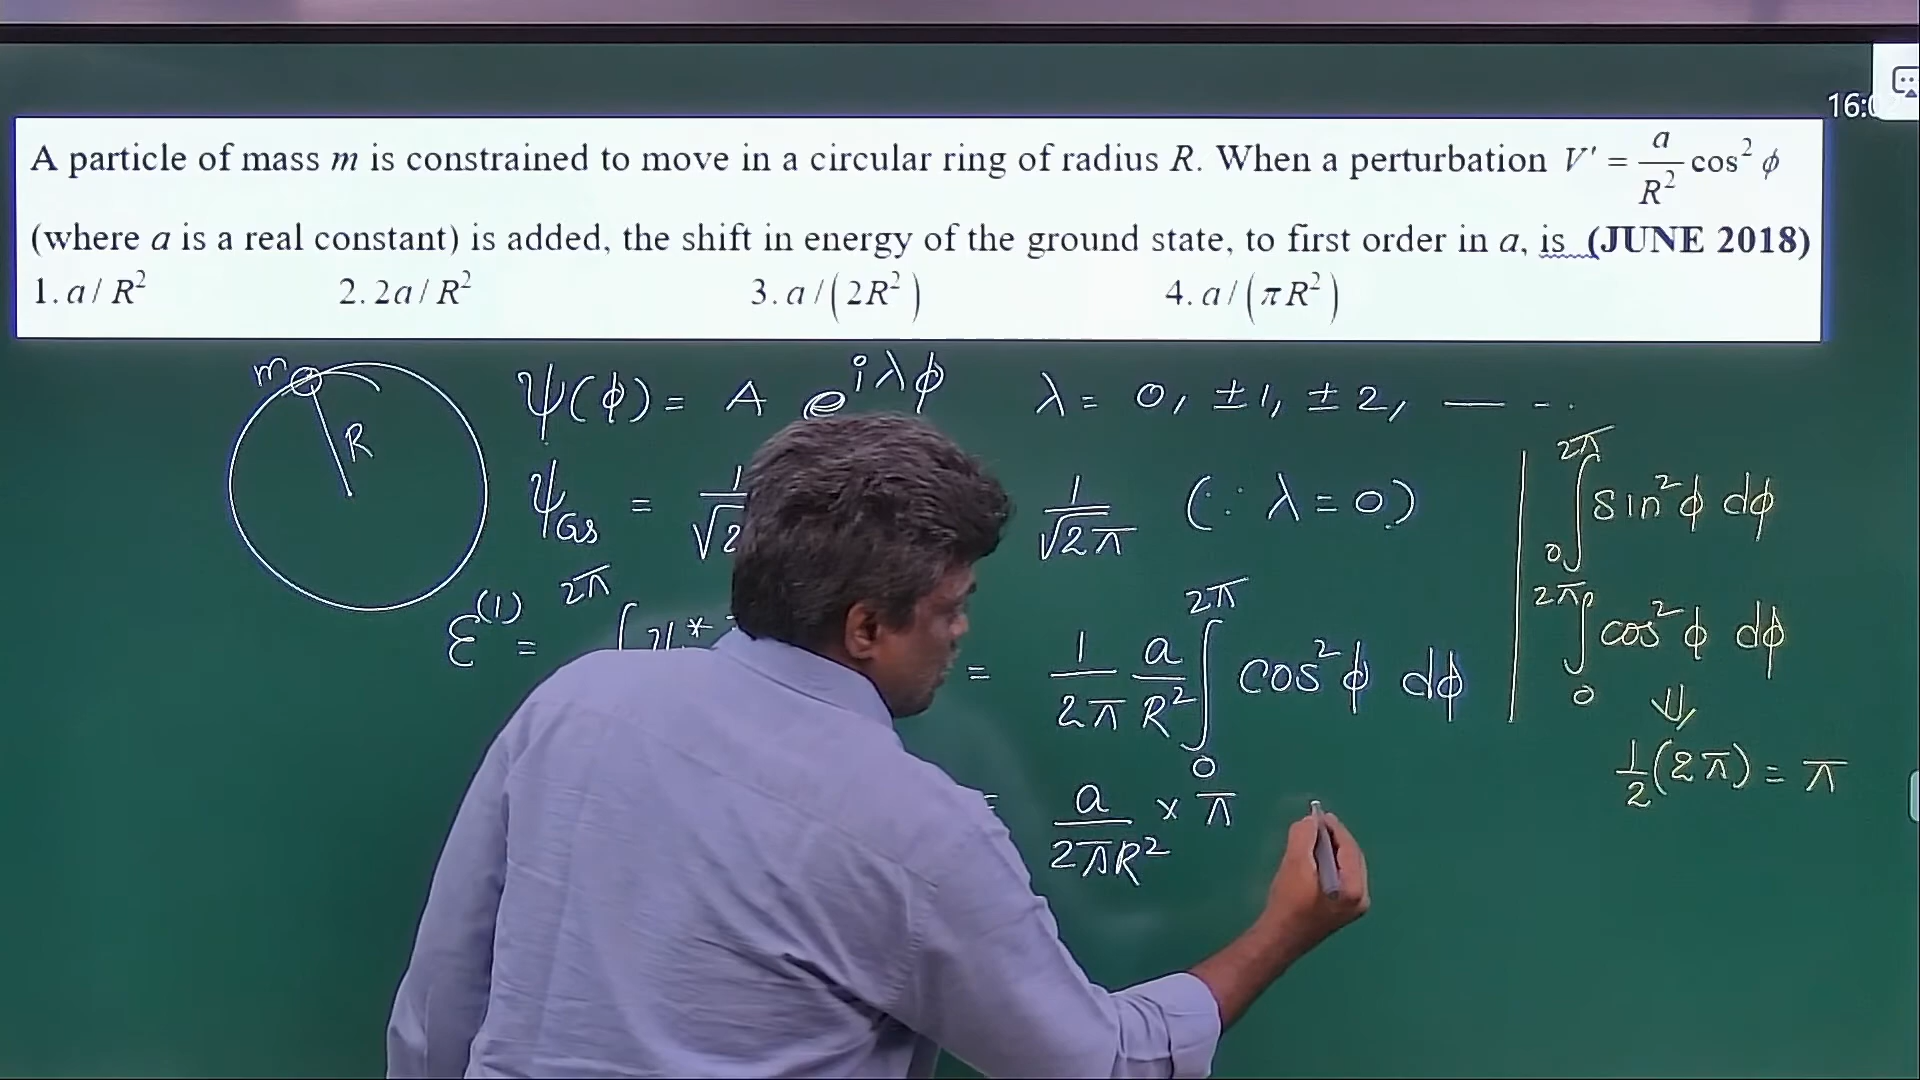 16:0
A particle of mass m is constrained to move in a circular ring of radius R. When a perturbation V' = a/R² cos² ϕ
(where a is a real constant) is added, the shift in energy of the ground state, to first order in a, is (JUNE 2018)
1. a / R² 2. 2a / R² 3. a / (2R²) 4. a / (πR²)
m
R
ψ(ϕ) = A e^{iλϕ} λ = 0, ±1, ±2, — - ..
ψ_GS = 1/√2 1/√2π (∵ λ = 0)
ε^(1) = 2π ∫ ψ* = 1/2π a/R² ∫₀^{2π} cos²ϕ dϕ
= a/2πR² × π
∫₀^{2π} sin²ϕ dϕ
∫₀^{2π} cos²ϕ dϕ
⇓
1/2 (2π) = π